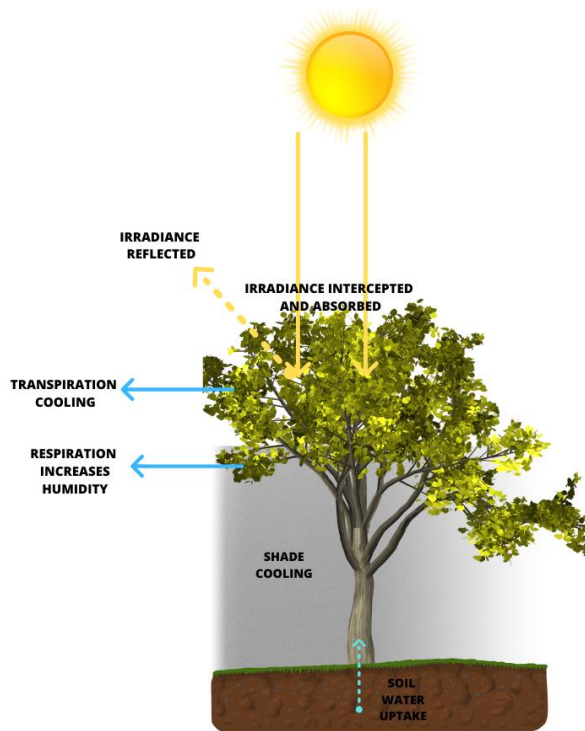 IRRADIANCE
REFLECTED
IRRADIANCE INTERCEPTED
AND ABSORBED
TRANSPIRATION
COOLING
RESPIRATION
INCREASES
HUMIDITY
SHADE
COOLING
SOIL
WATER
UPTAKE